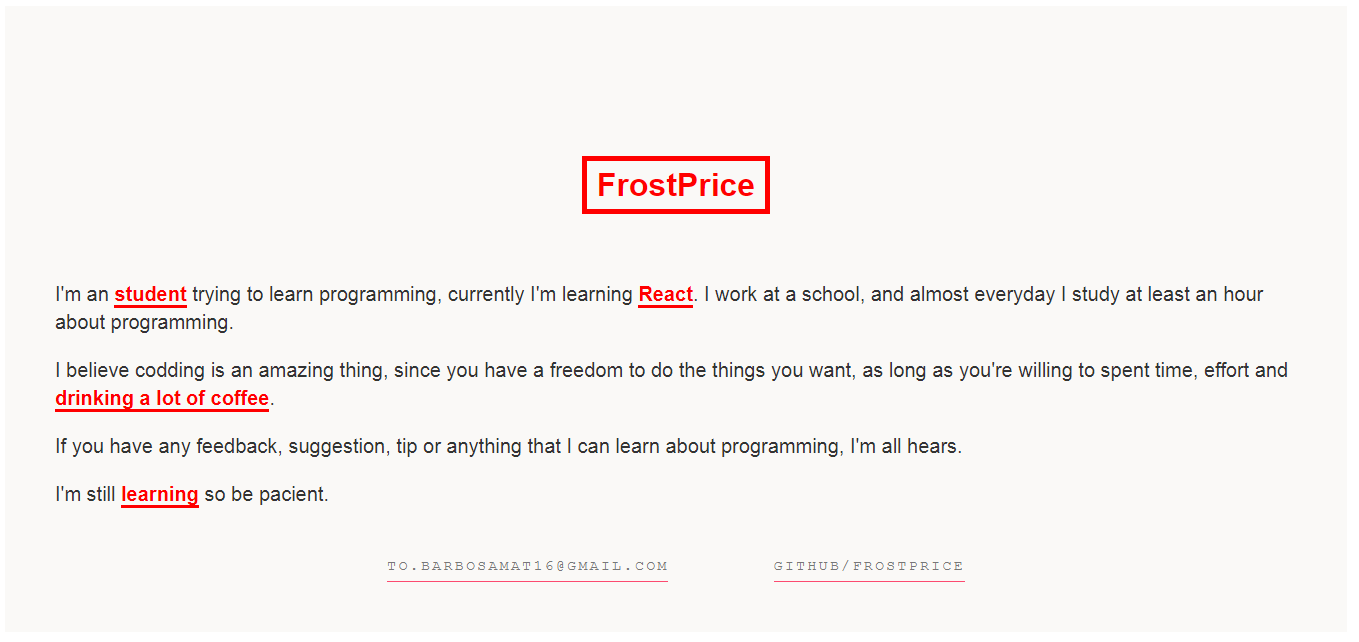 FrostPrice
I'm an student trying to learn programming, currently I'm learning React. I work at a school, and almost everyday I study at least an hour
about programming.
I believe codding is an amazing thing, since you have a freedom to do the things you want, as long as you're willing to spent time, effort and
drinking a lot of coffee.
If you have any feedback, suggestion, tip or anything that I can learn about programming, I'm all hears.
I'm still learning so be pacient.
TO.BARBOSAMAT16@GMAIL.COM GITHUB/FROSTPRICE